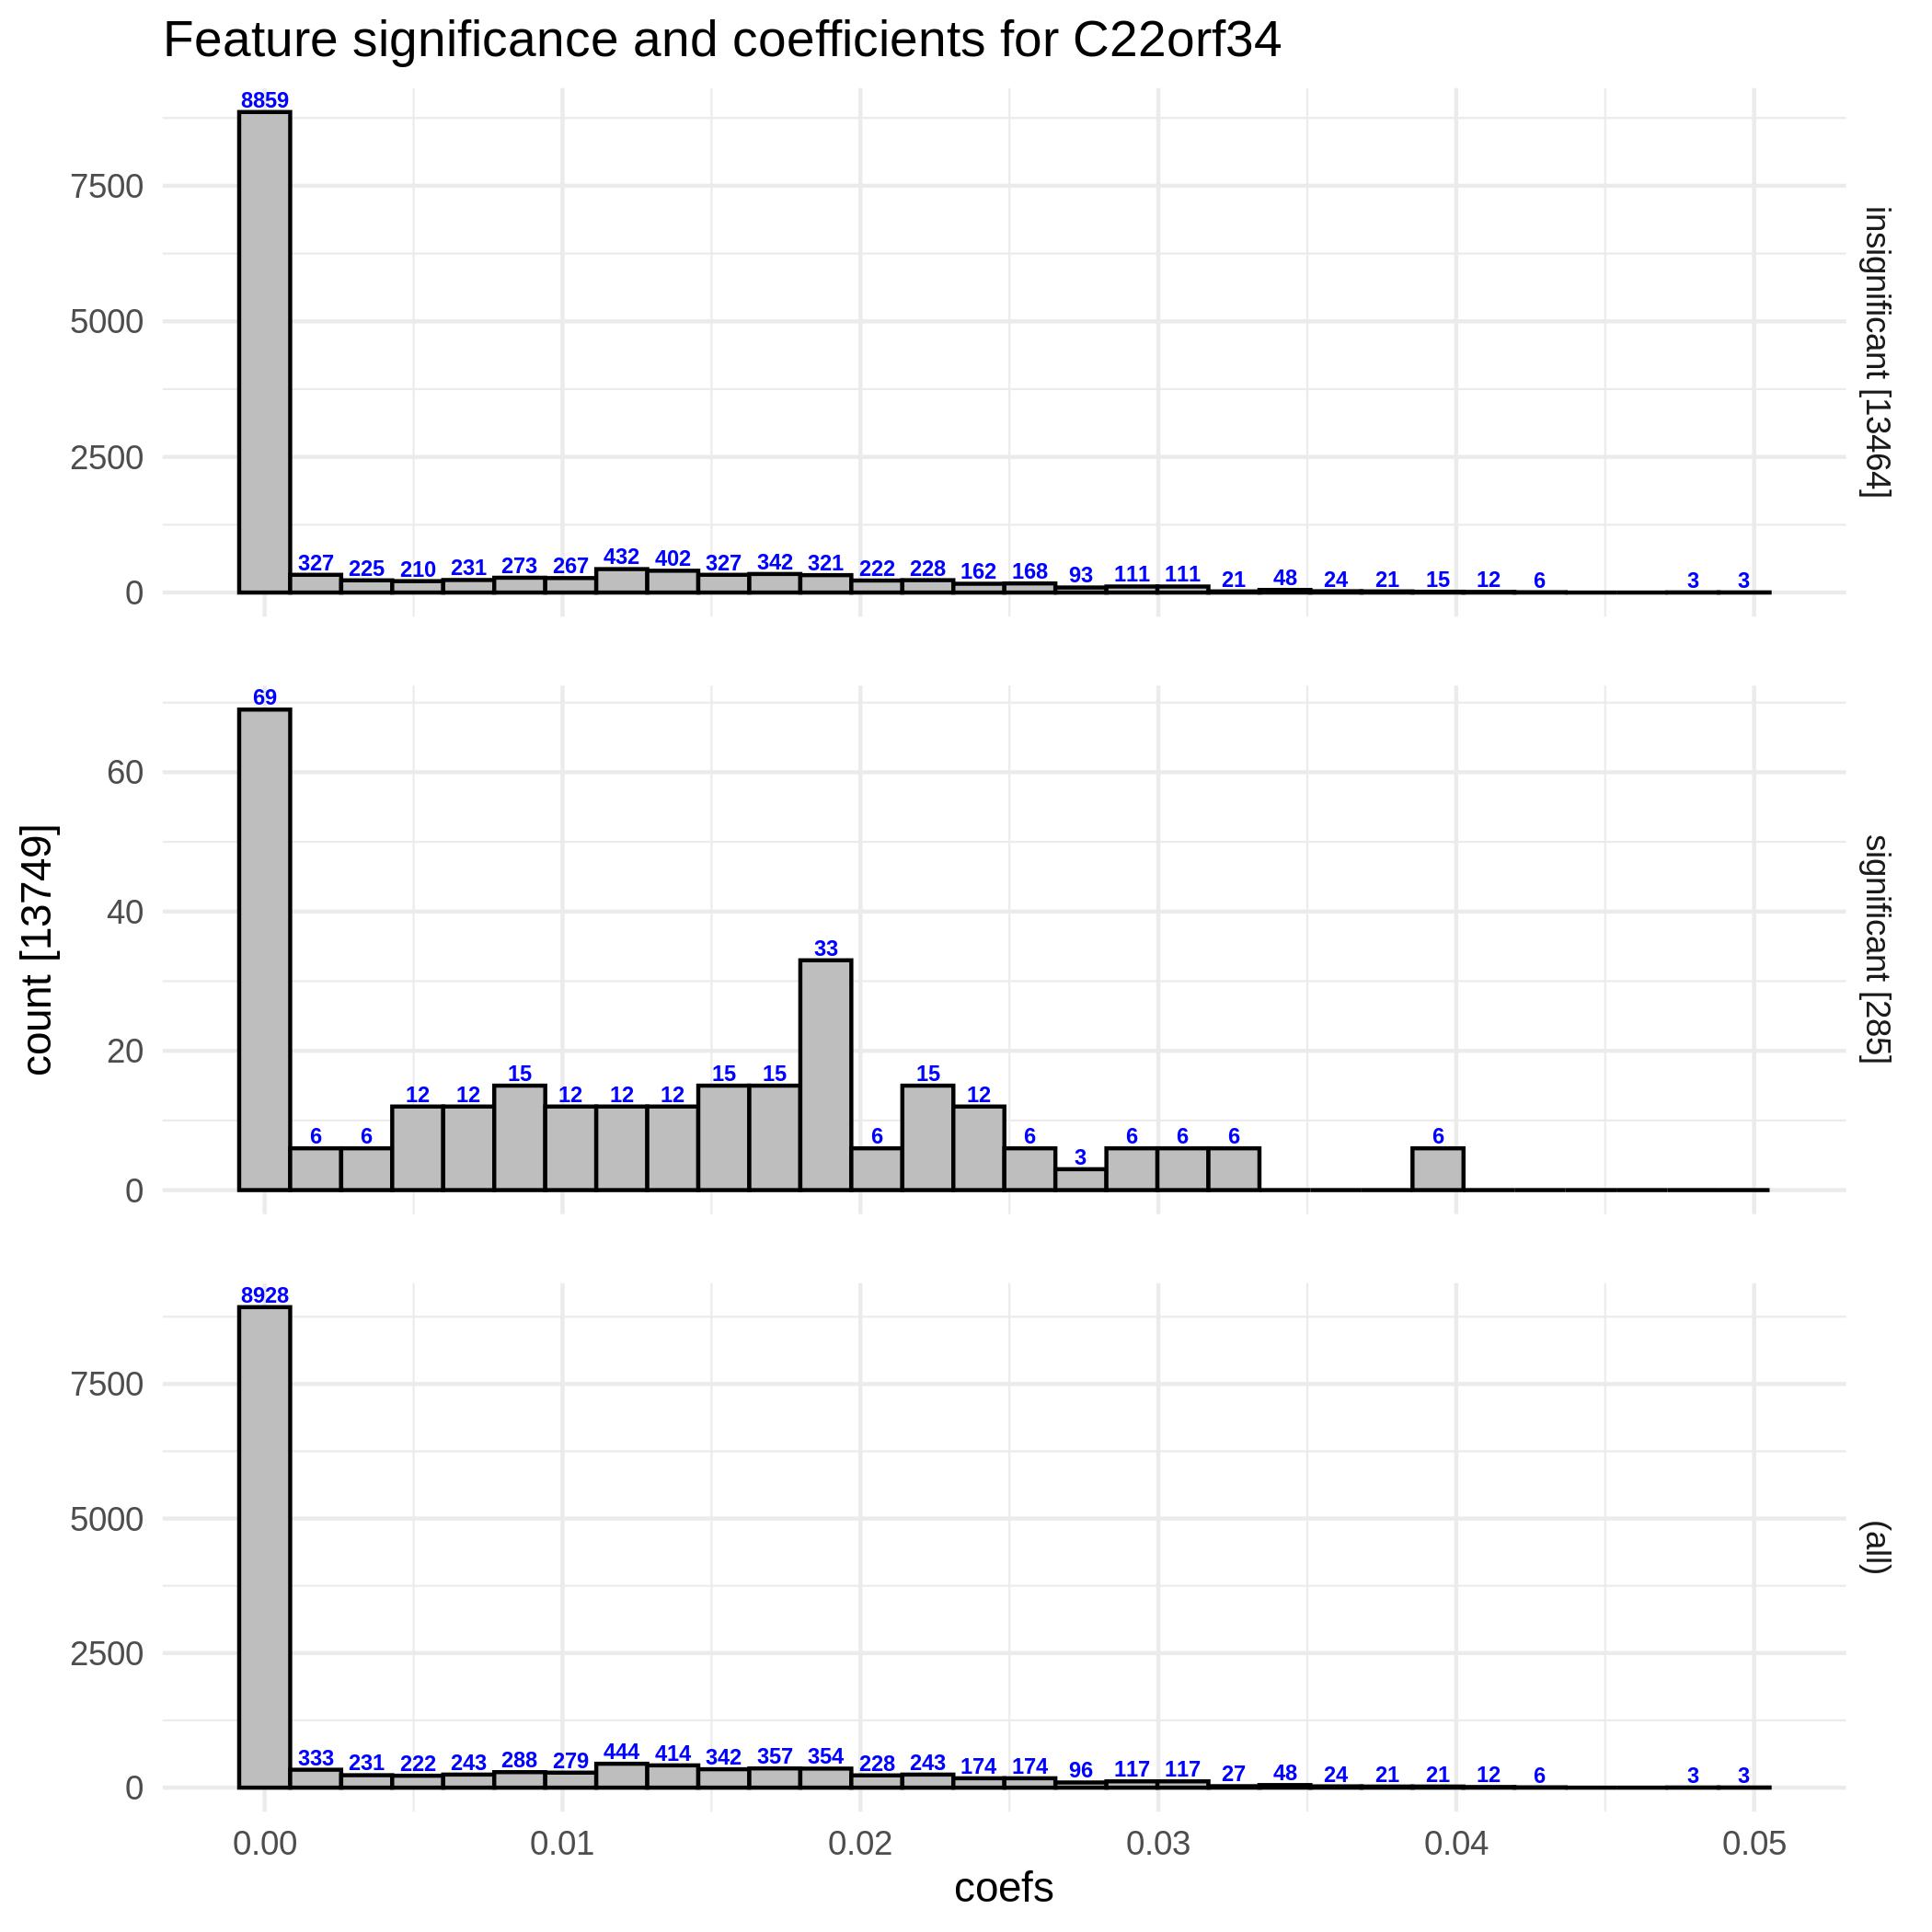 Feature significance and coefficients for C22orf34
8859
7500
5000
2500
327 225 210 231 273 267 432 402 327 342 321 222 228 162 168 93 111 111 21 48 24 21 15 12 6 3 3
0
insignificant [13464]
69
60
40
33
20
15 15 15 15
12 12 12 12 12 12
6 6 6 6 3 6 6 6 6
0
significant [285]
count [13749]
8928
7500
5000
2500
333 231 222 243 288 279 444 414 342 357 354 228 243 174 174 96 117 117 27 48 24 21 21 12 6 3 3
0
(all)
0.00 0.01 0.02 0.03 0.04 0.05
coefs